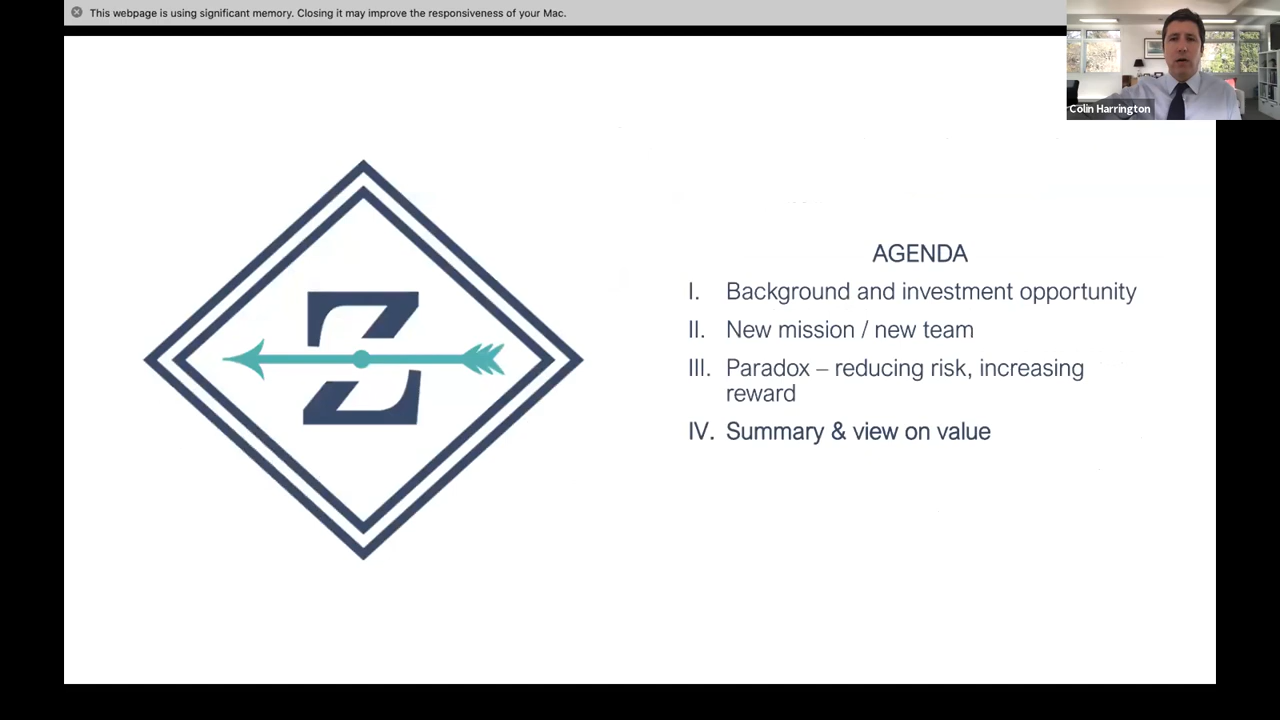 This webpage is using significant memory. Closing it may improve the responsiveness of your Mac.
Colin Harrington
Z
AGENDA
I. Background and investment opportunity
II. New mission / new team
III. Paradox – reducing risk, increasing
reward
IV. Summary & view on value